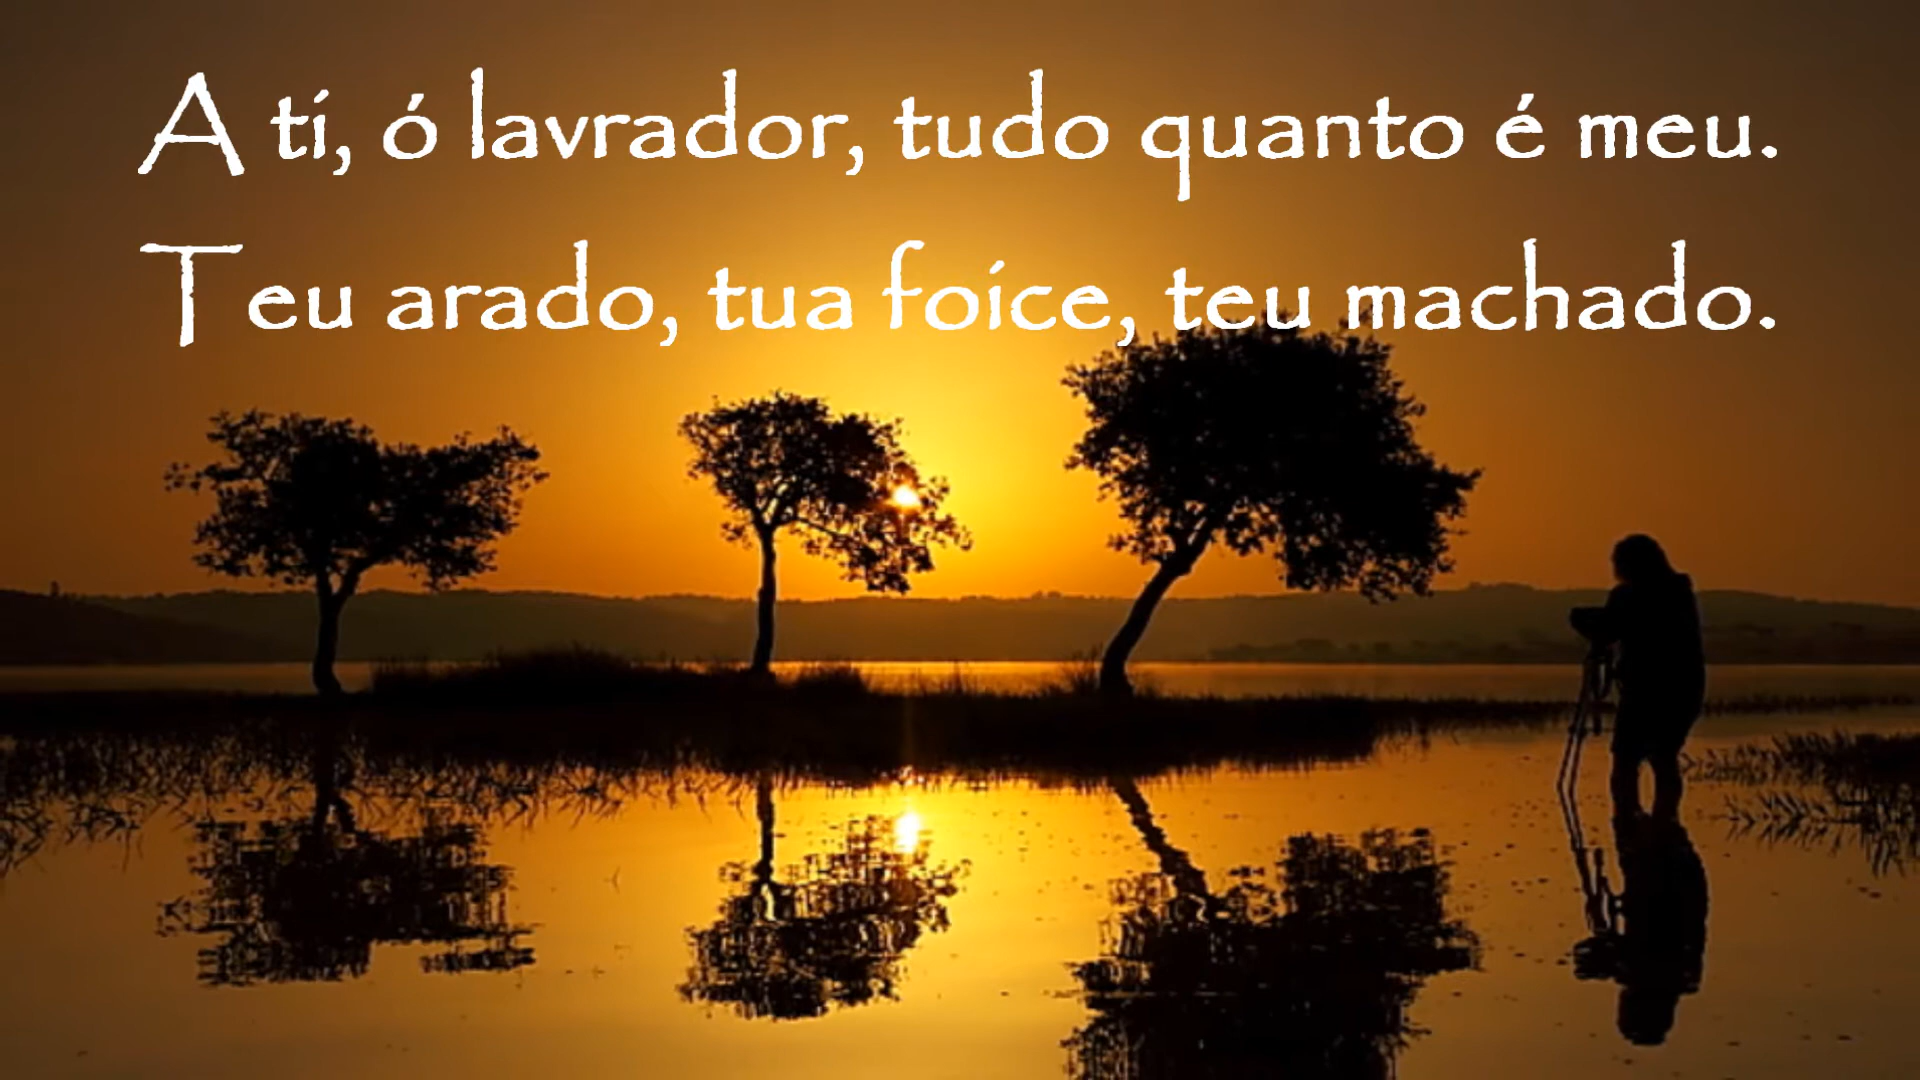 A ti, ó lavrador, tudo quanto é meu.
Teu arado, tua foice, teu machado.